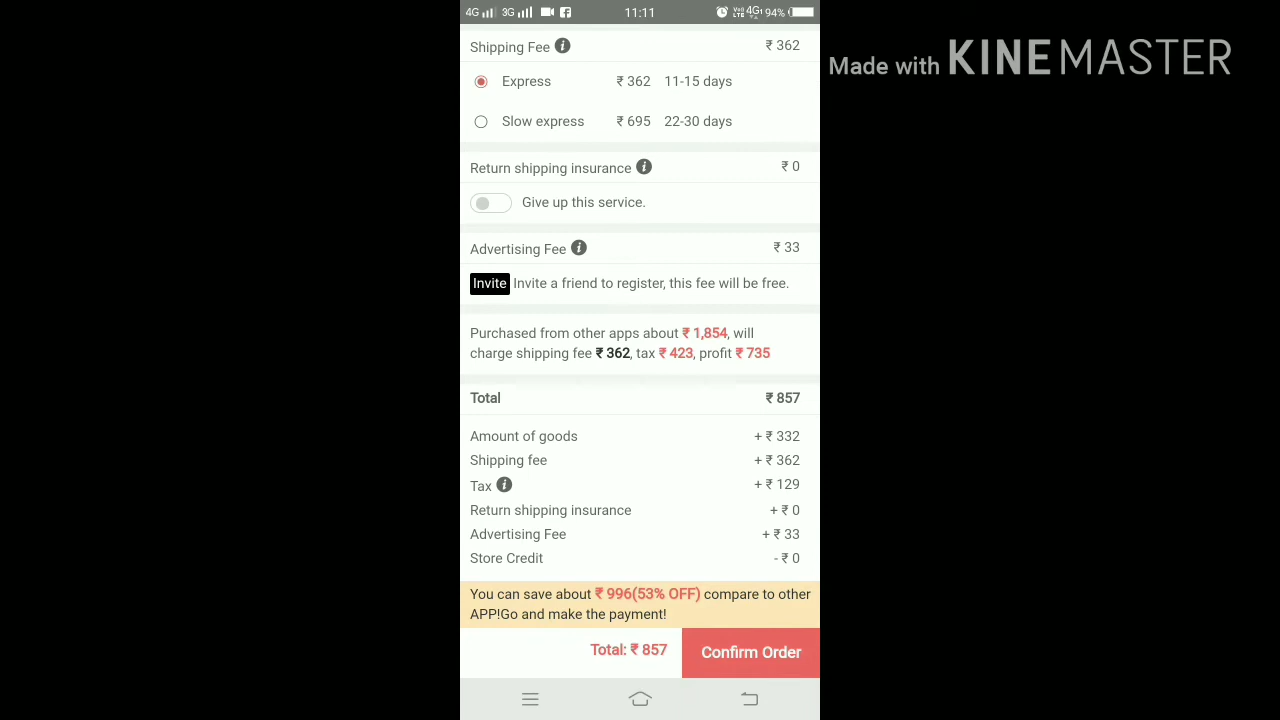 4G 3G 11:11 4G 94%
Made with KINEMASTER
Shipping Fee ₹ 362
Express ₹ 362 11-15 days
Slow express ₹ 695 22-30 days
Return shipping insurance ₹ 0
Give up this service.
Advertising Fee ₹ 33
Invite Invite a friend to register, this fee will be free.
Purchased from other apps about ₹ 1,854, will
charge shipping fee ₹ 362, tax ₹ 423, profit ₹ 735
Total ₹ 857
Amount of goods + ₹ 332
Shipping fee + ₹ 362
Tax + ₹ 129
Return shipping insurance + ₹ 0
Advertising Fee + ₹ 33
Store Credit - ₹ 0
You can save about ₹ 996(53% OFF) compare to other
APP!Go and make the payment!
Total: ₹ 857 Confirm Order